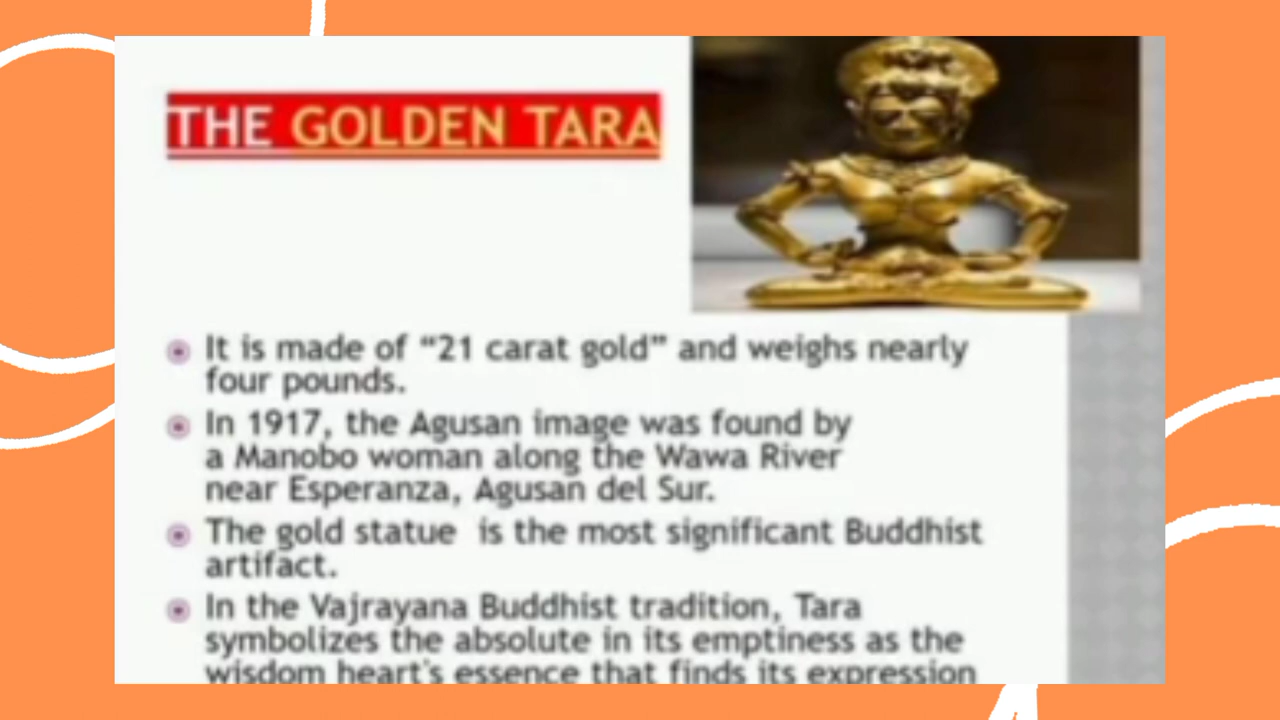 THE GOLDEN TARA
It is made of “21 carat gold” and weighs nearly
four pounds.
In 1917, the Agusan image was found by
a Manobo woman along the Wawa River
near Esperanza, Agusan del Sur.
The gold statue is the most significant Buddhist
artifact.
In the Vajrayana Buddhist tradition, Tara
symbolizes the absolute in its emptiness as the
wisdom heart's essence that finds its expression